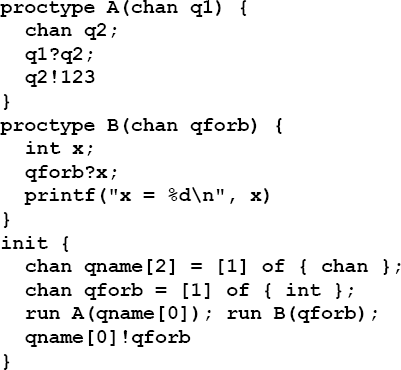 proctype A(chan q1) {
  chan q2;
  q1?q2;
  q2!123
}
proctype B(chan qforb) {
  int x;
  qforb?x;
  printf("x = %d\n", x)
}
init {
  chan qname[2] = [1] of { chan };
  chan qforb = [1] of { int };
  run A(qname[0]); run B(qforb);
  qname[0]!qforb
}